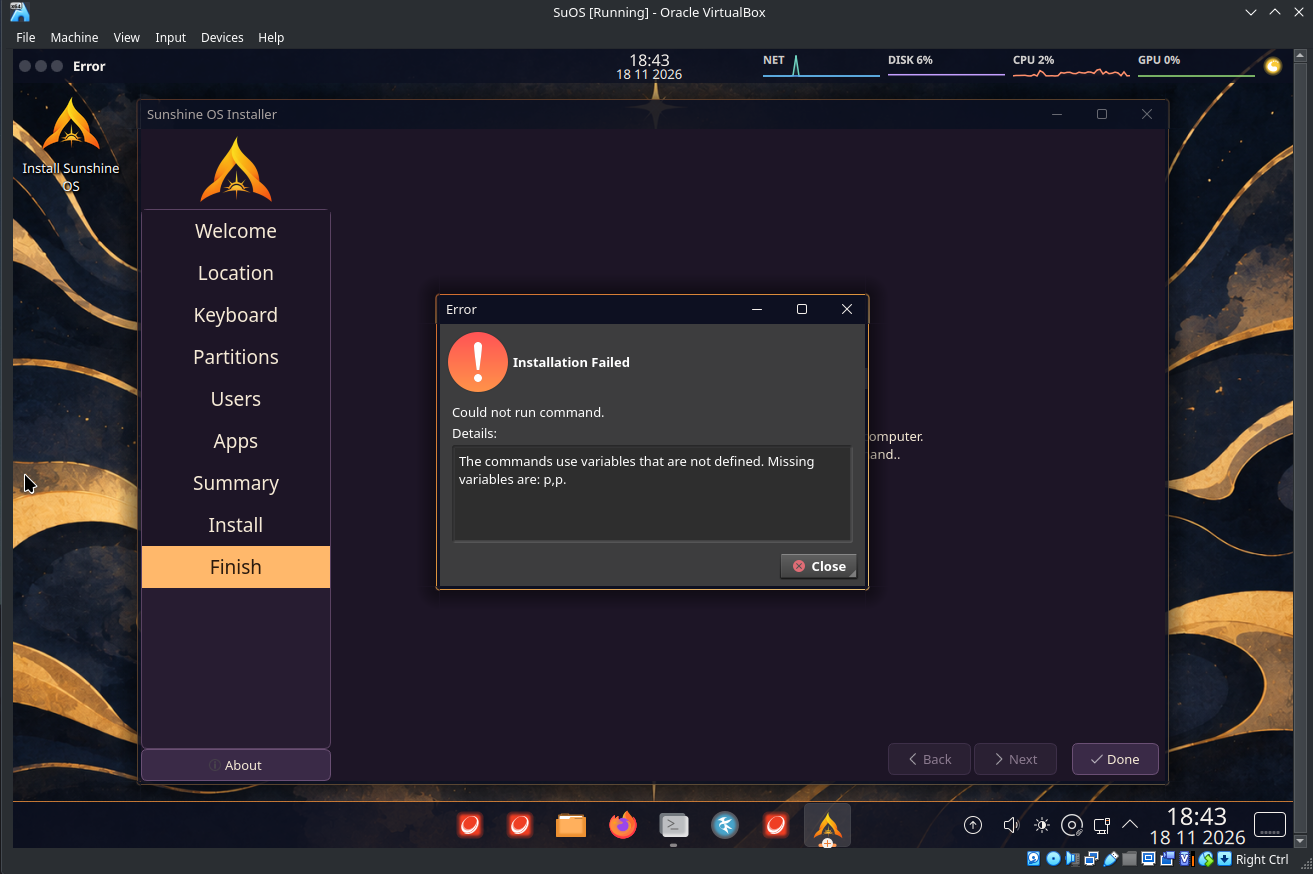 SuOS [Running] - Oracle VirtualBox
File Machine View Input Devices Help
Error
18:43
18 11 2026
NET
DISK 6%
CPU 2%
GPU 0%
Install Sunshine
OS
Sunshine OS Installer
Welcome
Location
Keyboard
Partitions
Users
Apps
Summary
Install
Finish
About
Error
Installation Failed
Could not run command.
Details:
The commands use variables that are not defined. Missing
variables are: p,p.
Close
omputer.
and..
Back
Next
Done
18:43
18 11 2026
Right Ctrl